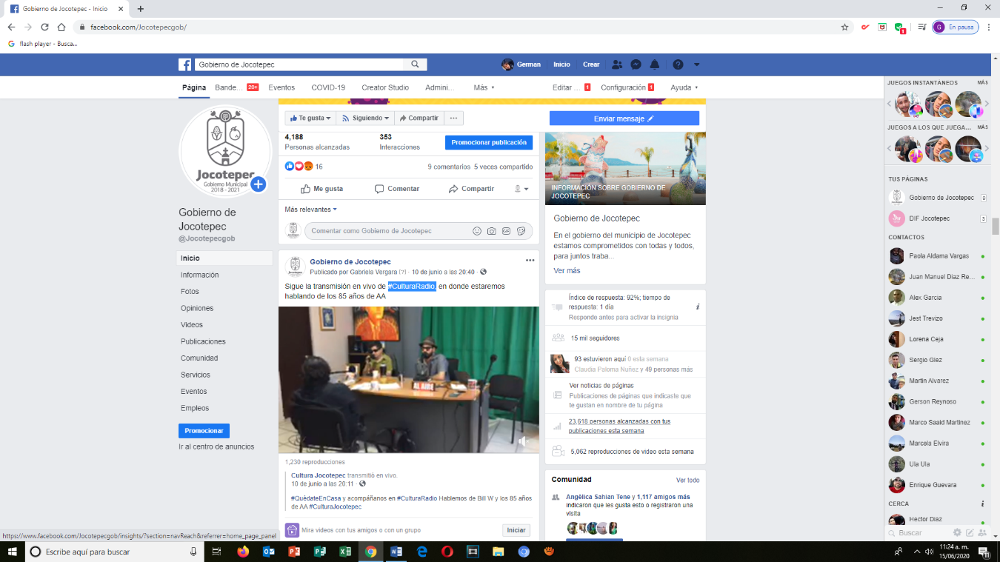 Gobierno de Jocotepec - Inicio
facebook.com/Jocotepecgob/
1
G
En pausa
flash player - Busca...
Gobierno de Jocotepec
German
Inicio
Crear
Página
Bande...
20+
Eventos
COVID-19
Creator Studio
Admini...
Más
Editar ...
1
Configuración
1
Ayuda
Jocotepec
Gobierno Municipal
2018 - 2021
Gobierno de
Jocotepec
@Jocotepecgob
Inicio
Información
Fotos
Opiniones
Videos
Publicaciones
Comunidad
Servicios
Eventos
Empleos
Promocionar
Ir al centro de anuncios
Te gusta
Siguiendo
Compartir
Enviar mensaje
4,188
Personas alcanzadas
353
Interacciones
Promocionar publicación
16
9 comentarios 5 veces compartido
Me gusta
Comentar
Compartir
Más relevantes
Comentar como Gobierno de Jocotepec
GIF
Gobierno de Jocotepec
Publicado por Gabriela Vergara [?] · 10 de junio a las 20:40 ·
Sigue la transmisión en vivo de #CulturaRadio, en donde estaremos
hablando de los 85 años de AA
AL AIRE
1,230 reproducciones
Cultura Jocotepec transmitió en vivo.
10 de junio a las 20:11 ·
#QuédateEnCasa y acompáñanos en #CulturaRadio Hablemos de Bill W y los 85 años
de AA #CulturaJocotepec
Mira videos con tus amigos o con un grupo
Iniciar
INFORMACIÓN SOBRE GOBIERNO DE
JOCOTEPEC
Gobierno de Jocotepec
En el gobierno del municipio de Jocotepec
estamos comprometidos con todas y todos,
para juntos traba...
Ver más
Índice de respuesta: 92%; tiempo de
respuesta: 1 día
Responde antes para activar la insignia
15 mil seguidores
93 estuvieron aquí 0 esta semana
Claudia Paloma Nuñez y 49 personas más
Ver noticias de páginas
Publicaciones de páginas que indicaste que
te gustan en nombre de tu página
23,618 personas alcanzadas con tus
publicaciones esta semana
5,062 reproducciones de video esta semana
Comunidad
Ver todo
Angélica Sahian Tene y 1,117 amigos más
indicaron que les gusta esto o registraron una
visita
JUEGOS INSTANTANEOS
MÁS
JUEGOS A LOS QUE JUEGA...
MÁS
TUS PÁGINAS
Gobierno de Jocotepec
9
DIF Jocotepec
3
CONTACTOS
Paola Aldama Vargas
Juan Manuel Diaz Re...
Alex Garcia
Jest Trevizo
Lorena Ceja
Sergio Glez
Martin Alvarez
Gerson Reynoso
Marco Saaid Martinez
Marcela Elvira
Ula Ula
Enrique Guevara
CERCA
Hector Diaz
Buscar
https://www.facebook.com/Jocotepecgob/insights/?section=navReach&referrer=home_page_panel
Escribe aquí para buscar
11:24 a. m.
15/06/2020
11